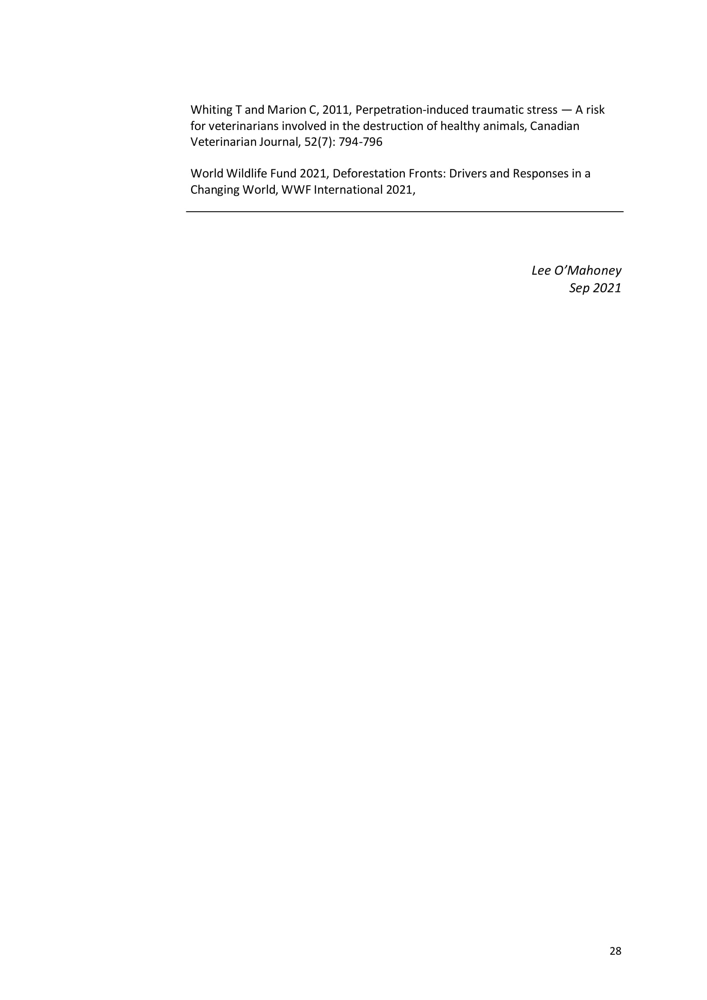 Whiting T and Marion C, 2011, Perpetration-induced traumatic stress — A risk
for veterinarians involved in the destruction of healthy animals, Canadian
Veterinarian Journal, 52(7): 794-796
World Wildlife Fund 2021, Deforestation Fronts: Drivers and Responses in a
Changing World, WWF International 2021,
Lee O’Mahoney
Sep 2021
28